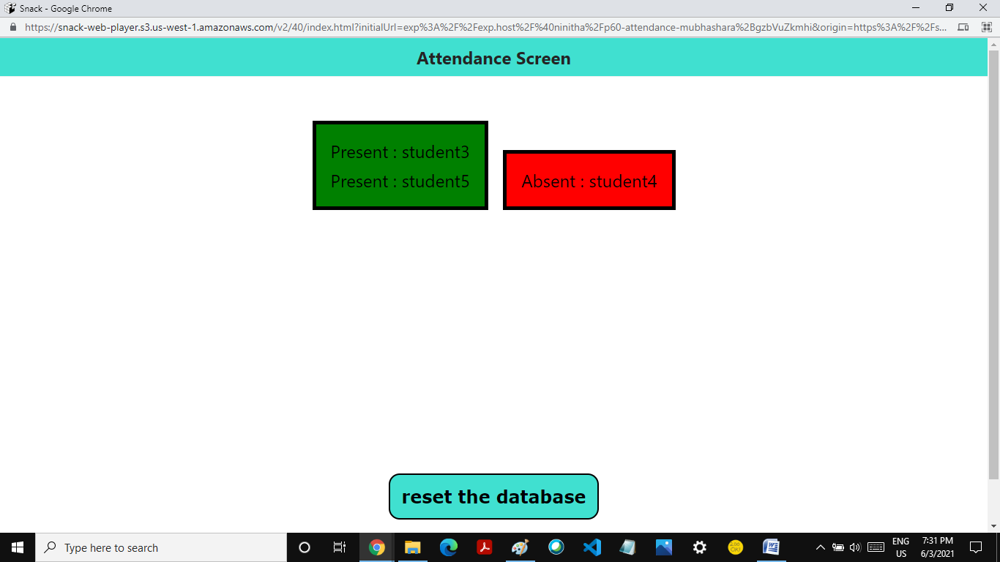 Snack - Google Chrome
https://snack-web-player.s3.us-west-1.amazonaws.com/v2/40/index.html?initialUrl=exp%3A%2F%2Fexp.host%2F%40ninitha%2Fp60-attendance-mubhashara%2BgzbVuZkmhi&origin=https%3A%2F%2Fs...
Attendance Screen
Present : student3
Present : student5
Absent : student4
reset the database
Type here to search
ENG
US
7:31 PM
6/3/2021